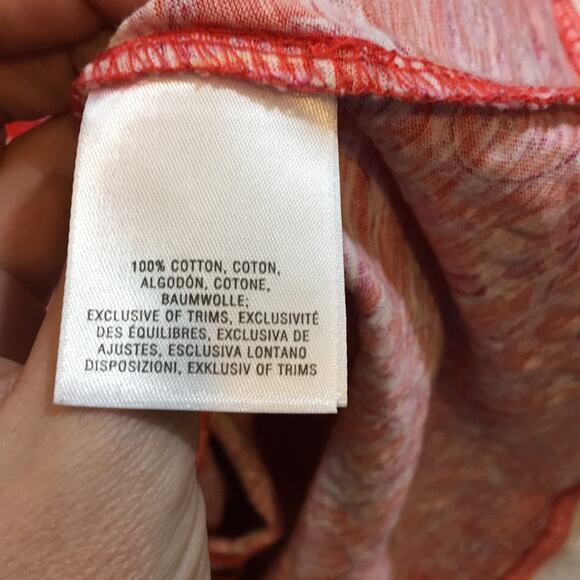 100% COTTON, COTON,
ALGODÓN, COTONE,
BAUMWOLLE;
EXCLUSIVE OF TRIMS, EXCLUSIVITÉ
DES ÉQUILIBRES, EXCLUSIVA DE
AJUSTES, ESCLUSIVA LONTANO
DISPOSIZIONI, EXKLUSIV OF TRIMS